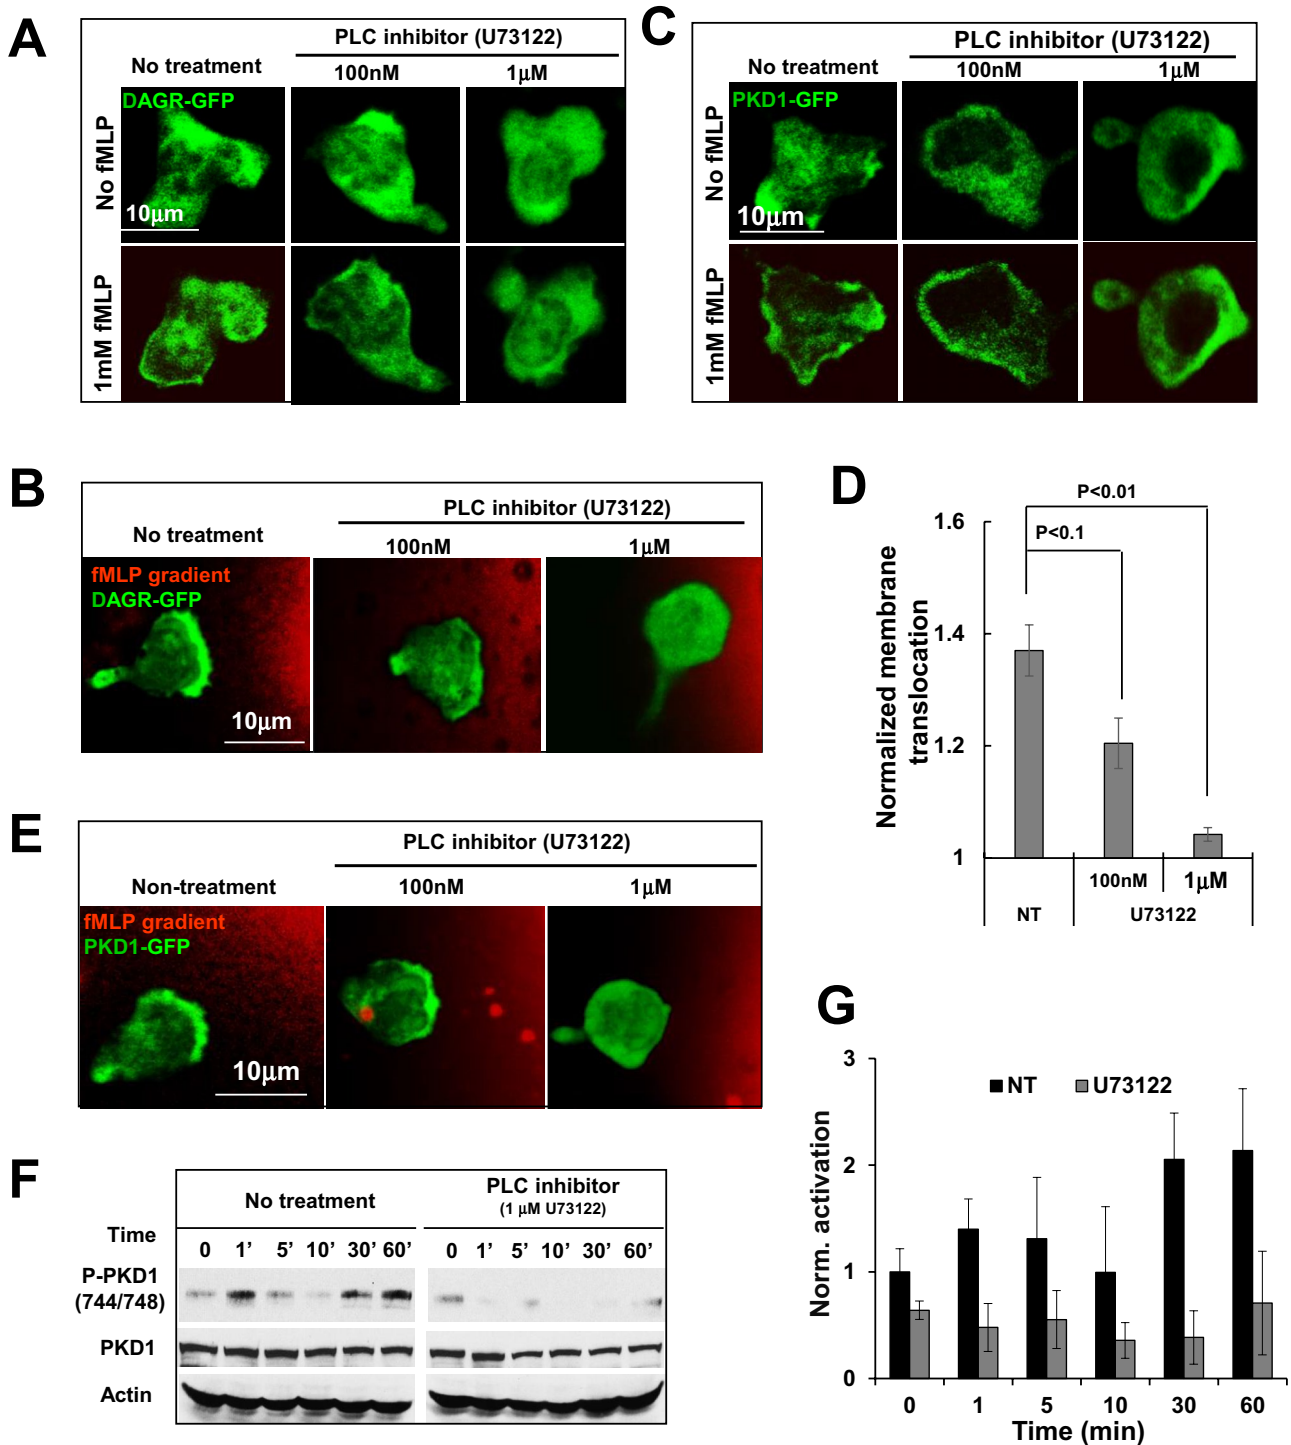 A
PLC inhibitor (U73122)
No treatment
100nM
1μM
DAGR-GFP
No fMLP
10μm
1mM fMLP
C
PLC inhibitor (U73122)
No treatment
100nM
1μM
PKD1-GFP
No fMLP
10μm
1mM fMLP
B
PLC inhibitor (U73122)
No treatment
100nM
1μM
fMLP gradient
DAGR-GFP
10μm
D
P<0.01
P<0.1
Normalized membrane
translocation
1.6
1.4
1.2
1
100nM
1μM
NT
U73122
E
PLC inhibitor (U73122)
Non-treatment
100nM
1μM
fMLP gradient
PKD1-GFP
10μm
F
No treatment
PLC inhibitor
(1 μM U73122)
Time
0 1’ 5’ 10’ 30’ 60’
0 1’ 5’ 10’ 30’ 60’
P-PKD1
(744/748)
PKD1
Actin
G
NT
U73122
Norm. activation
3
2
1
0
0 1 5 10 30 60
Time (min)